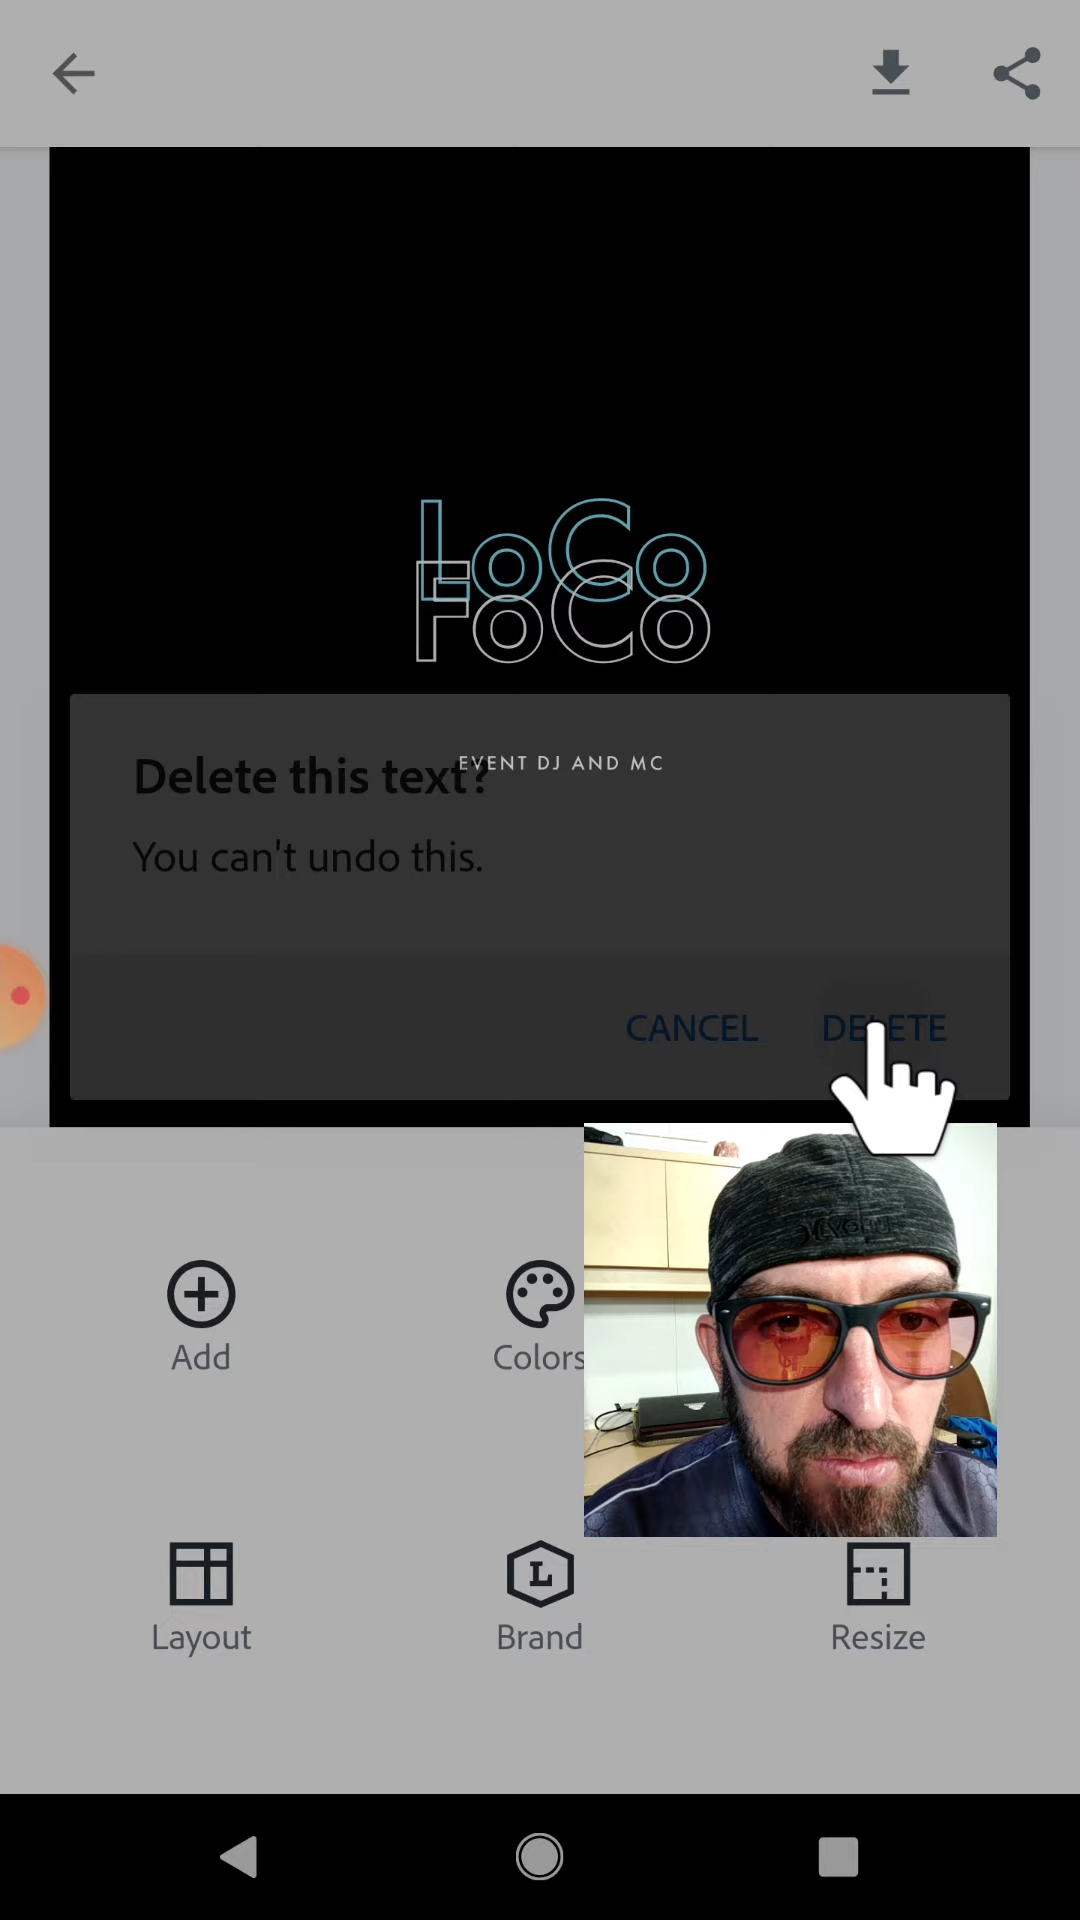 LoCo
FoCo
EVENT DJ AND MC
Delete this text?
You can't undo this.
CANCEL DELETE
Add
Colors
Layout
Brand
Resize